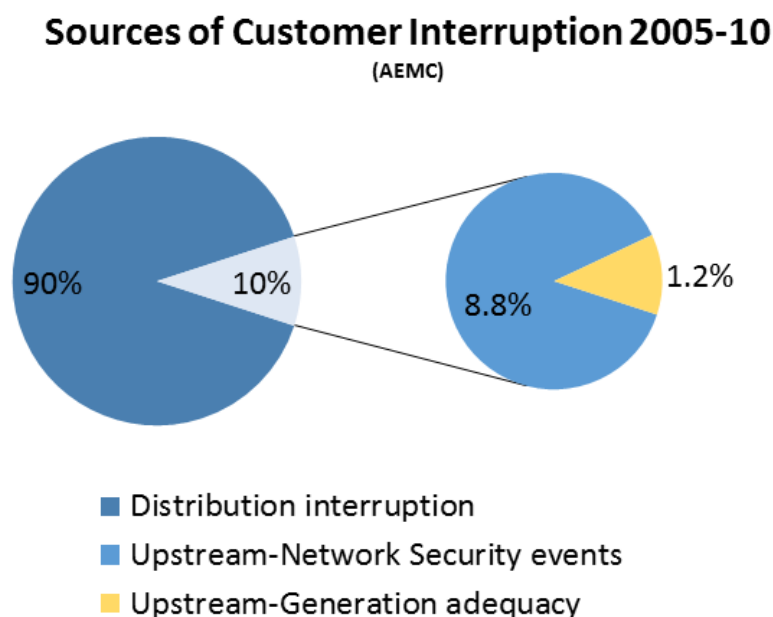 Sources of Customer Interruption 2005-10
(AEMC)
90%
10%
8.8%
1.2%
Distribution interruption
Upstream-Network Security events
Upstream-Generation adequacy